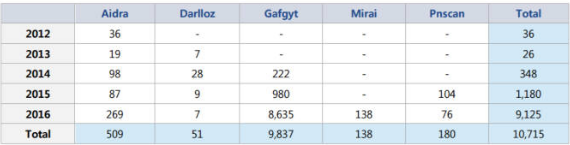 Aidra Darlloz Gafgyt Mirai Pnscan Total
2012 36 - - - - 36
2013 19 7 - - - 26
2014 98 28 222 - - 348
2015 87 9 980 - 104 1,180
2016 269 7 8,635 138 76 9,125
Total 509 51 9,837 138 180 10,715